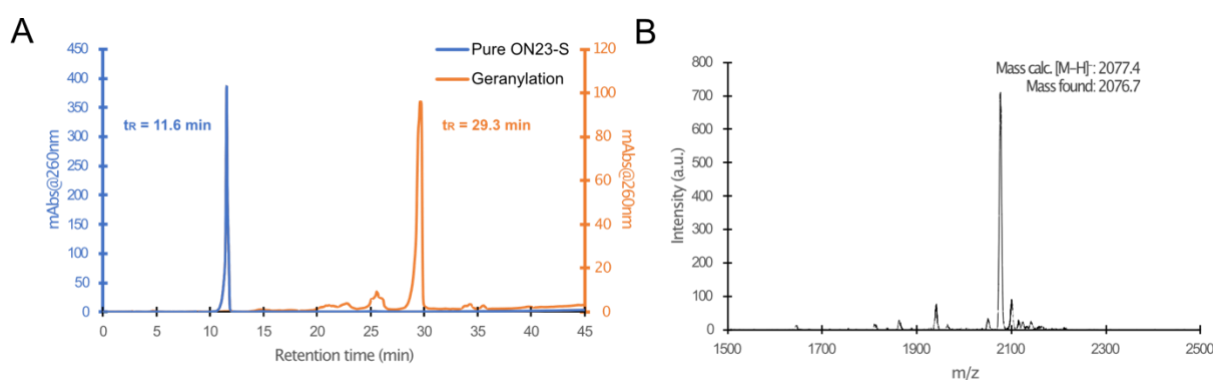 A
450
400
350
300
250
200
150
100
50
0
mAbs@260nm
Pure ON23-S
Geranylation
tR = 11.6 min
tR = 29.3 min
120
100
80
60
40
20
0
mAbs@260nm
0 5 10 15 20 25 30 35 40 45
Retention time (min)
B
800
700
600
500
400
300
200
100
0
Intensity (a.u.)
Mass calc. [M–H]⁻: 2077.4
Mass found: 2076.7
1500 1700 1900 2100 2300 2500
m/z